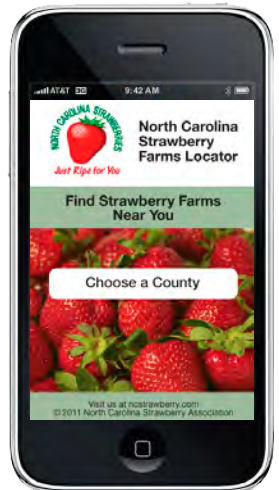 AT&T 3G 9:42 AM
NORTH CAROLINA STRAWBERRIES
Just Ripe for You
North Carolina
Strawberry
Farms Locator
Find Strawberry Farms
Near You
Choose a County
Visit us at ncstrawberry.com
© 2011 North Carolina Strawberry Association